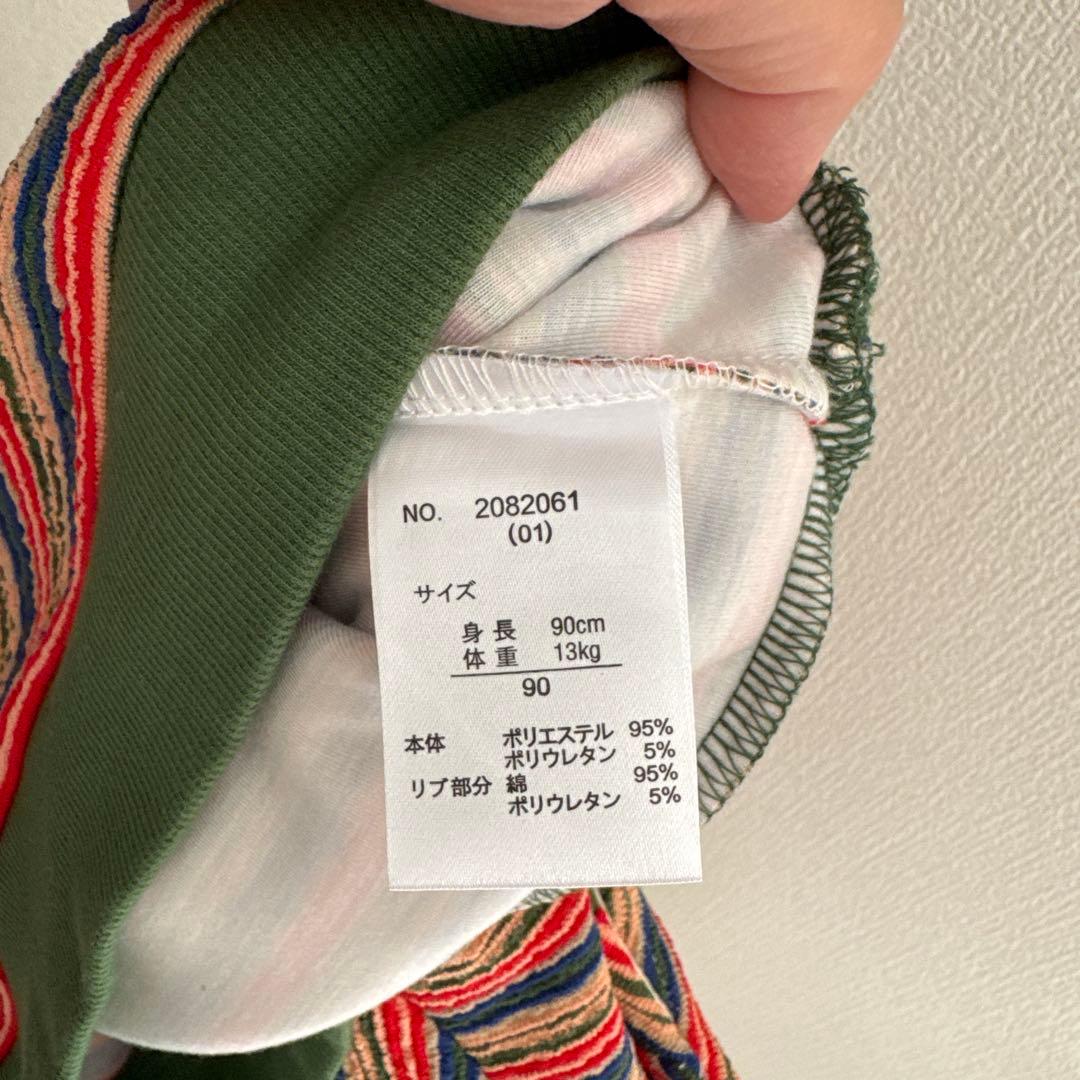 NO. 2082061
(01)
サイズ
身長 90cm
体重 13kg
90
本体 ポリエステル 95%
ポリウレタン 5%
リブ部分 綿 95%
ポリウレタン 5%